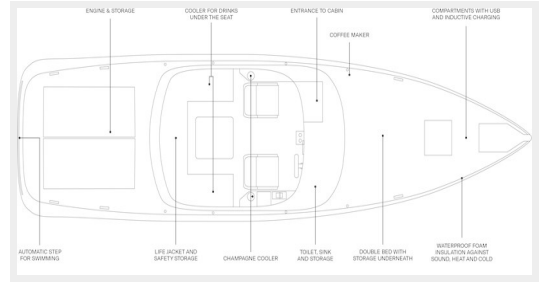 ENGINE & STORAGE
COOLER FOR DRINKS
UNDER THE SEAT
ENTRANCE TO CABIN
COMPARTMENTS WITH USB
AND INDUCTIVE CHARGING
COFFEE MAKER
AUTOMATIC STEP
FOR SWIMMING
LIFE JACKET AND
SAFETY STORAGE
CHAMPAGNE COOLER
TOILET, SINK
AND STORAGE
DOUBLE BED WITH
STORAGE UNDERNEATH
WATERPROOF FOAM
INSULATION AGAINST
SOUND, HEAT AND COLD